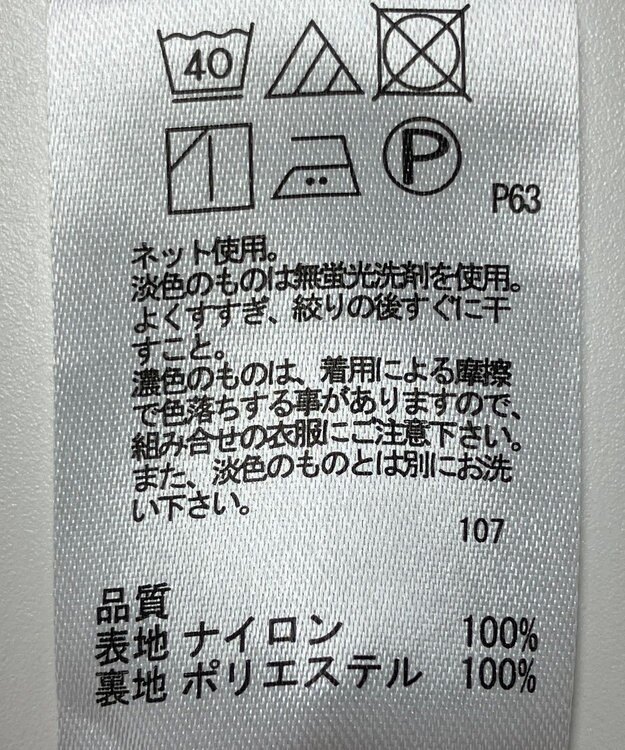 40
P
P63
ネット使用。
淡色のものは無蛍光洗剤を使用。
よくすすぎ、絞りの後すぐに干
すこと。
濃色のものは、着用による摩擦
で色落ちする事がありますので、
組み合せの衣服にご注意下さい。
また、淡色のものとは別にお洗
い下さい。
107
品質
表地 ナイロン 100%
裏地 ポリエステル 100%